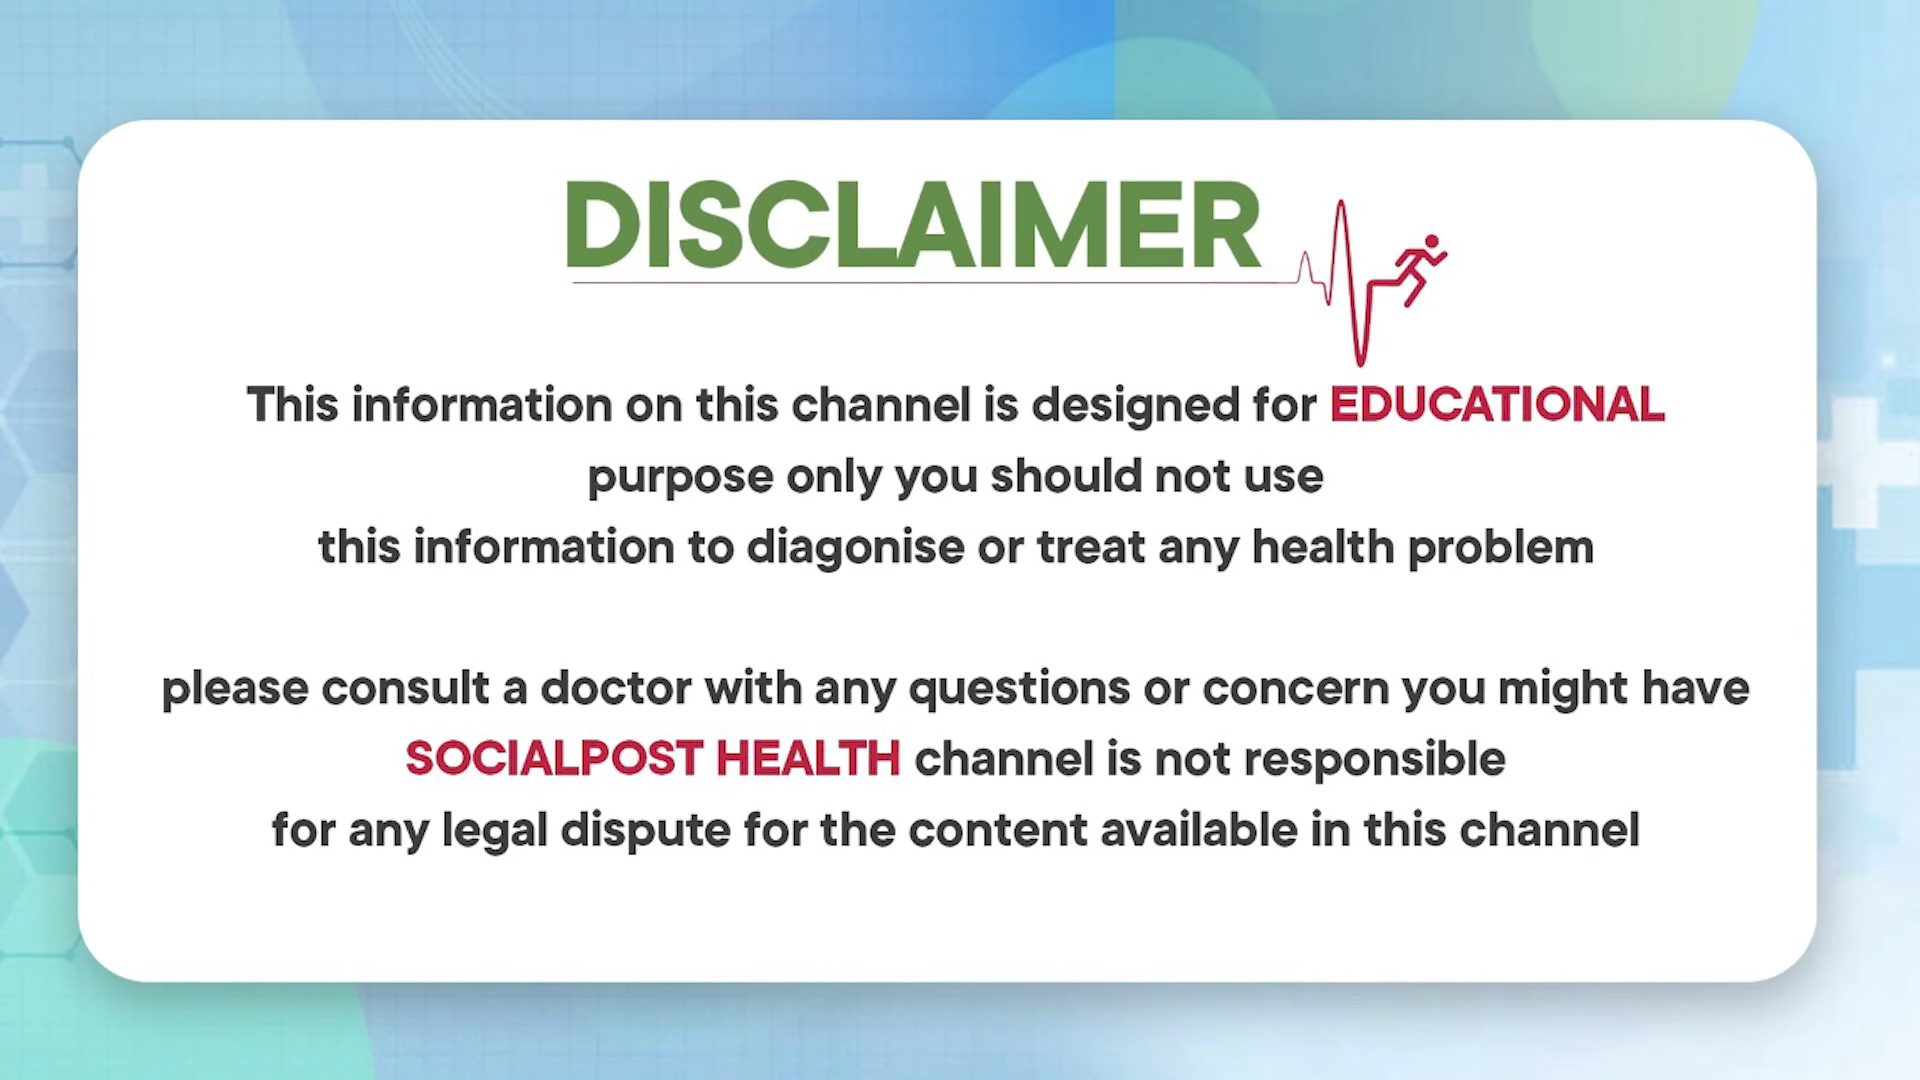 DISCLAIMER
This information on this channel is designed for EDUCATIONAL
purpose only you should not use
this information to diagonise or treat any health problem
please consult a doctor with any questions or concern you might have
SOCIALPOST HEALTH channel is not responsible
for any legal dispute for the content available in this channel